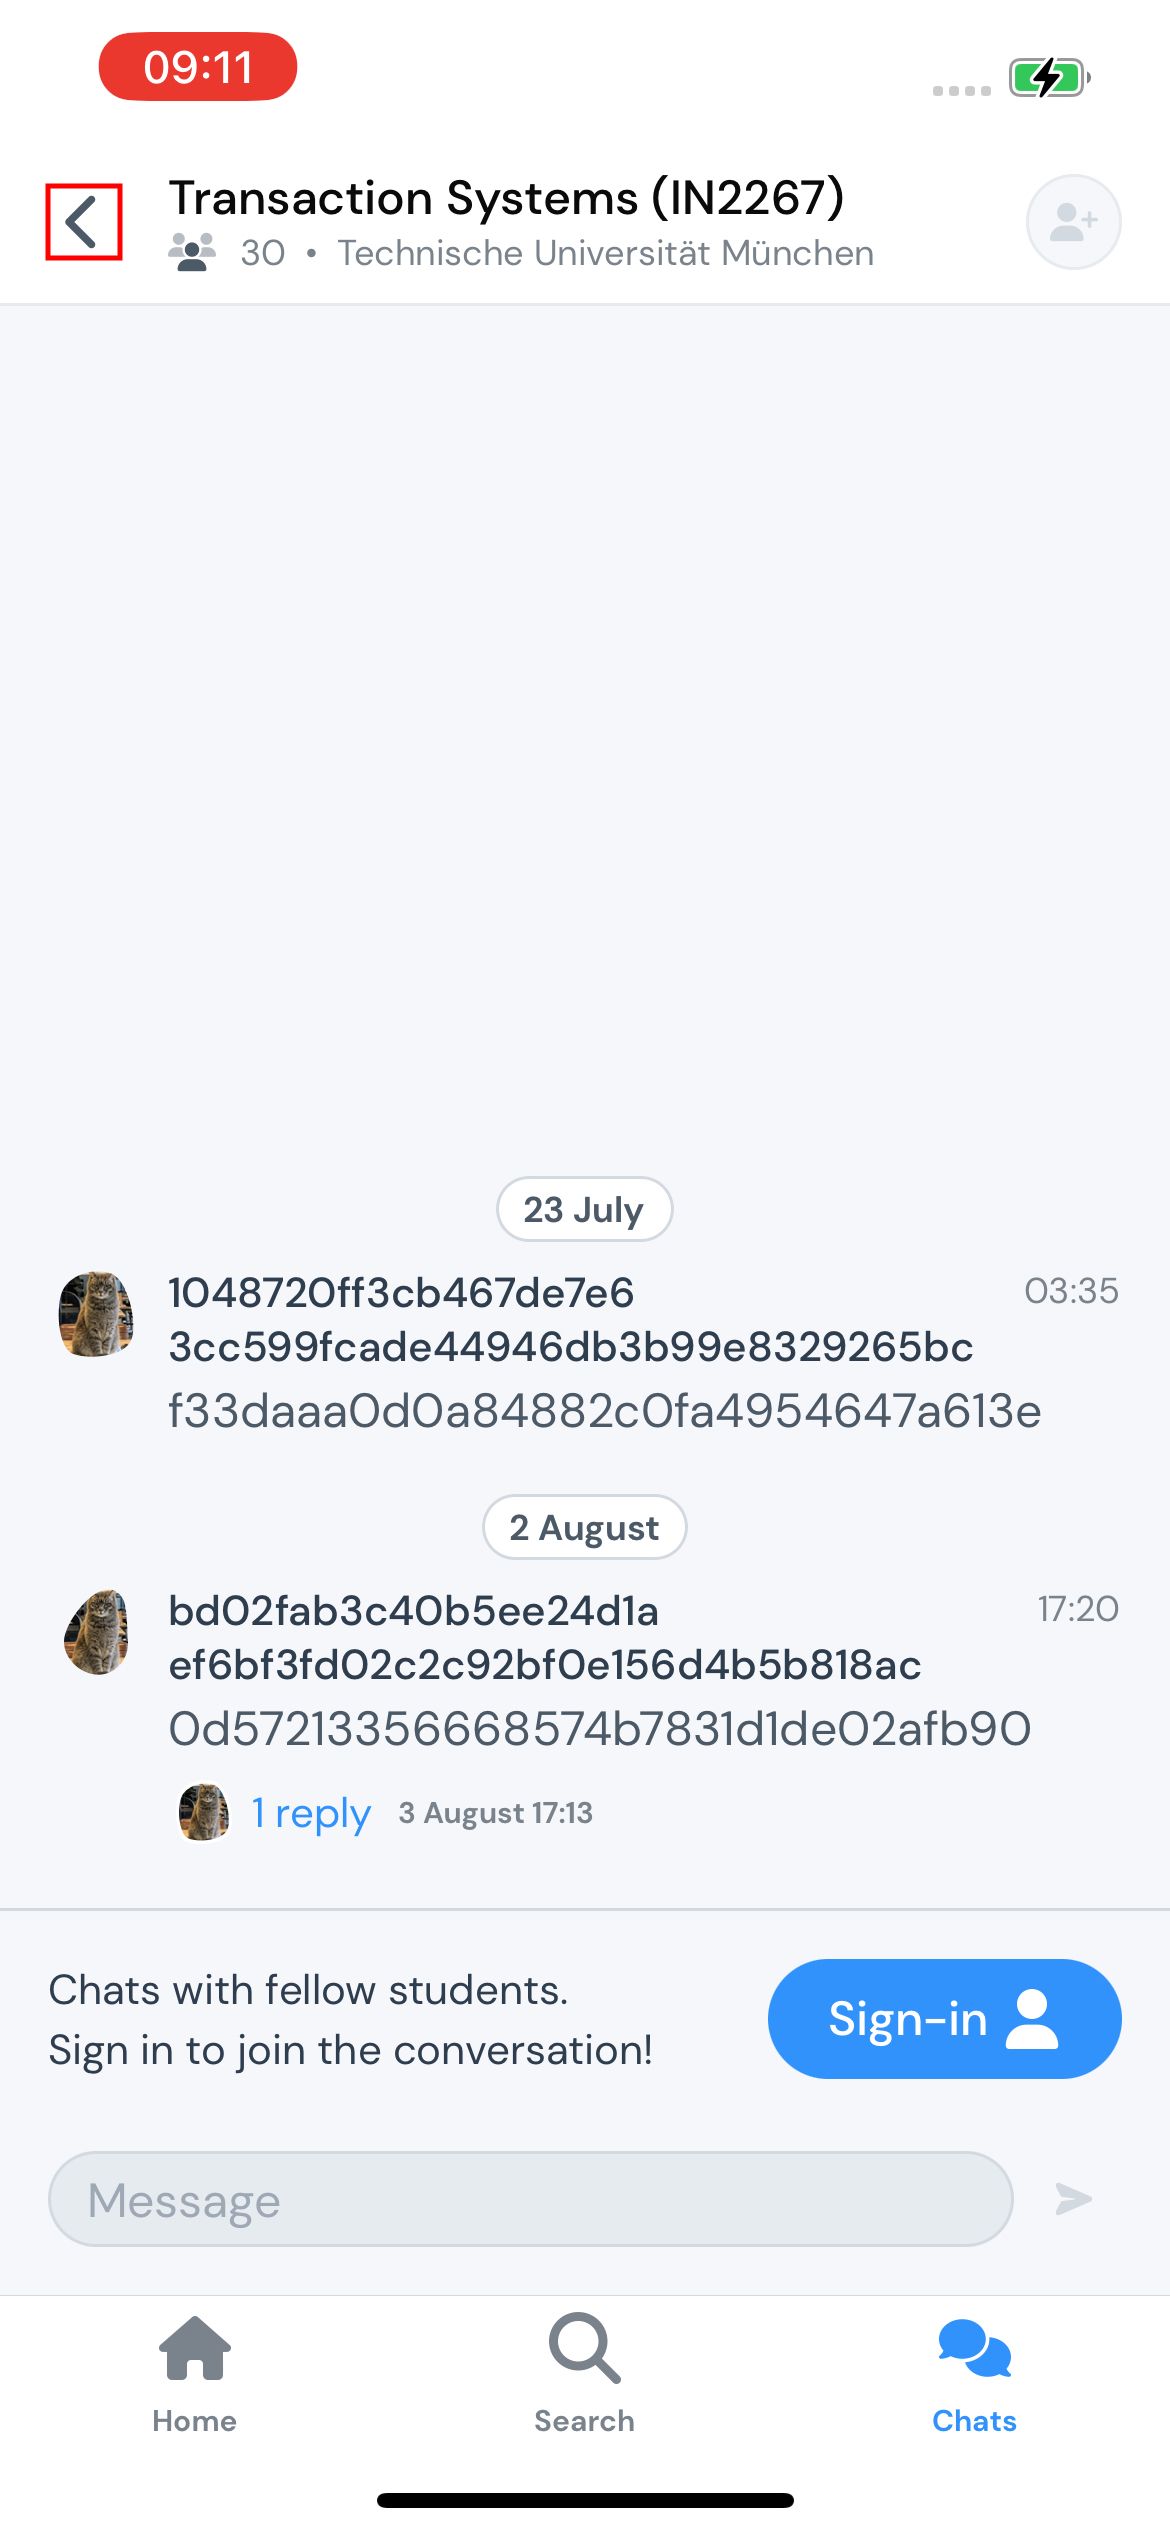 09:11
Transaction Systems (IN2267)
30 • Technische Universität München
23 July
1048720ff3cb467de7e6 03:35
3cc599fcade44946db3b99e8329265bc
f33daaa0d0a84882c0fa4954647a613e
2 August
bd02fab3c40b5ee24d1a 17:20
ef6bf3fd02c2c92bf0e156d4b5b818ac
0d57213356668574b7831d1de02afb90
1 reply 3 August 17:13
Chats with fellow students.
Sign in to join the conversation!
Sign-in
Message
Home Search Chats